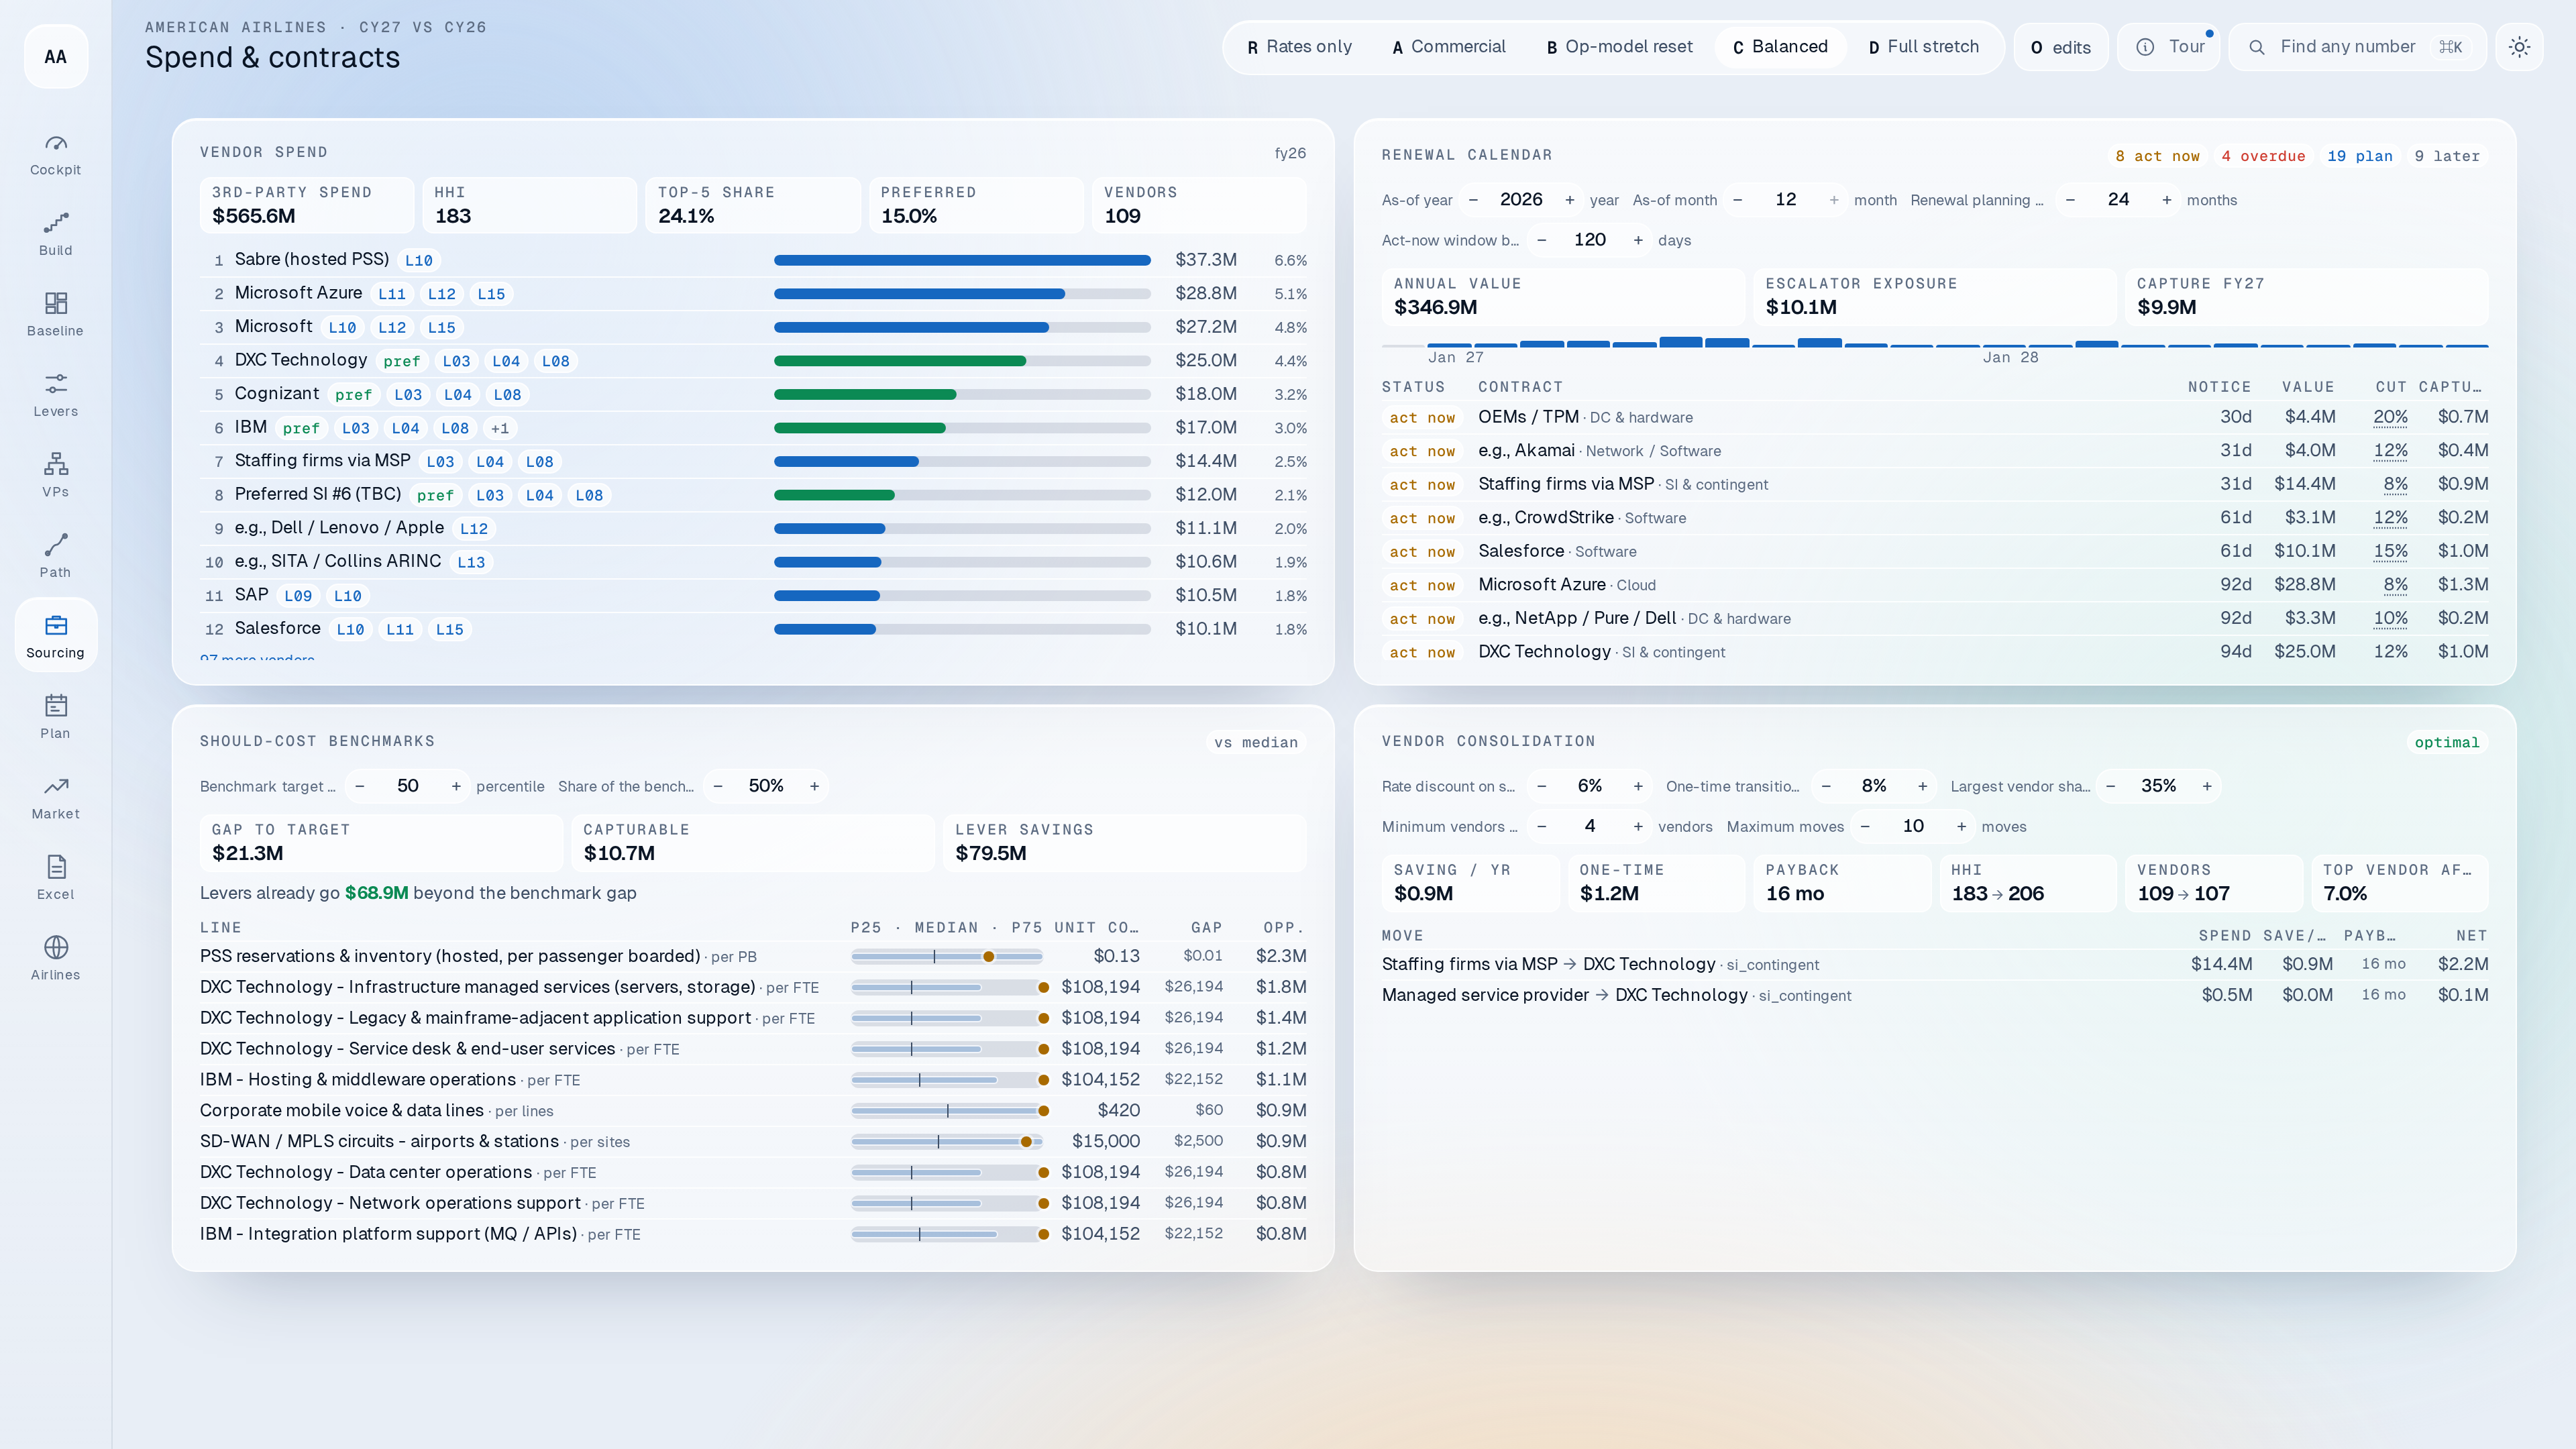 AA
AMERICAN AIRLINES · CY27 VS CY26
Spend & contracts
R Rates only A Commercial B Op-model reset C Balanced D Full stretch
0 edits
Tour
Find any number ⌘K
Cockpit
Build
Baseline
Levers
VPs
Path
Sourcing
Plan
Market
Excel
Airlines
VENDOR SPEND fy26
3RD-PARTY SPEND HHI TOP-5 SHARE PREFERRED VENDORS
$565.6M 183 24.1% 15.0% 109
1 Sabre (hosted PSS) L10 $37.3M 6.6%
2 Microsoft Azure L11 L12 L15 $28.8M 5.1%
3 Microsoft L10 L12 L15 $27.2M 4.8%
4 DXC Technology pref L03 L04 L08 $25.0M 4.4%
5 Cognizant pref L03 L04 L08 $18.0M 3.2%
6 IBM pref L03 L04 L08 +1 $17.0M 3.0%
7 Staffing firms via MSP L03 L04 L08 $14.4M 2.5%
8 Preferred SI #6 (TBC) pref L03 L04 L08 $12.0M 2.1%
9 e.g., Dell / Lenovo / Apple L12 $11.1M 2.0%
10 e.g., SITA / Collins ARINC L13 $10.6M 1.9%
11 SAP L09 L10 $10.5M 1.8%
12 Salesforce L10 L11 L15 $10.1M 1.8%
97 more vendors
RENEWAL CALENDAR 8 act now 4 overdue 19 plan 9 later
As-of year − 2026 + year As-of month − 12 + month Renewal planning ... − 24 + months
Act-now window b... − 120 + days
ANNUAL VALUE ESCALATOR EXPOSURE CAPTURE FY27
$346.9M $10.1M $9.9M
Jan 27 Jan 28
STATUS CONTRACT NOTICE VALUE CUT CAPTU...
act now OEMs / TPM · DC & hardware 30d $4.4M 20% $0.7M
act now e.g., Akamai · Network / Software 31d $4.0M 12% $0.4M
act now Staffing firms via MSP · SI & contingent 31d $14.4M 8% $0.9M
act now e.g., CrowdStrike · Software 61d $3.1M 12% $0.2M
act now Salesforce · Software 61d $10.1M 15% $1.0M
act now Microsoft Azure · Cloud 92d $28.8M 8% $1.3M
act now e.g., NetApp / Pure / Dell · DC & hardware 92d $3.3M 10% $0.2M
act now DXC Technology · SI & contingent 94d $25.0M 12% $1.0M
SHOULD-COST BENCHMARKS vs median
Benchmark target ... − 50 + percentile Share of the bench... − 50% +
GAP TO TARGET CAPTURABLE LEVER SAVINGS
$21.3M $10.7M $79.5M
Levers already go $68.9M beyond the benchmark gap
LINE P25 · MEDIAN · P75 UNIT CO... GAP OPP.
PSS reservations & inventory (hosted, per passenger boarded) · per PB $0.13 $0.01 $2.3M
DXC Technology - Infrastructure managed services (servers, storage) · per FTE $108,194 $26,194 $1.8M
DXC Technology - Legacy & mainframe-adjacent application support · per FTE $108,194 $26,194 $1.4M
DXC Technology - Service desk & end-user services · per FTE $108,194 $26,194 $1.2M
IBM - Hosting & middleware operations · per FTE $104,152 $22,152 $1.1M
Corporate mobile voice & data lines · per lines $420 $60 $0.9M
SD-WAN / MPLS circuits - airports & stations · per sites $15,000 $2,500 $0.9M
DXC Technology - Data center operations · per FTE $108,194 $26,194 $0.8M
DXC Technology - Network operations support · per FTE $108,194 $26,194 $0.8M
IBM - Integration platform support (MQ / APIs) · per FTE $104,152 $22,152 $0.8M
VENDOR CONSOLIDATION optimal
Rate discount on s... − 6% + One-time transitio... − 8% + Largest vendor sha... − 35% +
Minimum vendors ... − 4 + vendors Maximum moves − 10 + moves
SAVING / YR ONE-TIME PAYBACK HHI VENDORS TOP VENDOR AF...
$0.9M $1.2M 16 mo 183 → 206 109 → 107 7.0%
MOVE SPEND SAVE/... PAYB... NET
Staffing firms via MSP → DXC Technology · si_contingent $14.4M $0.9M 16 mo $2.2M
Managed service provider → DXC Technology · si_contingent $0.5M $0.0M 16 mo $0.1M